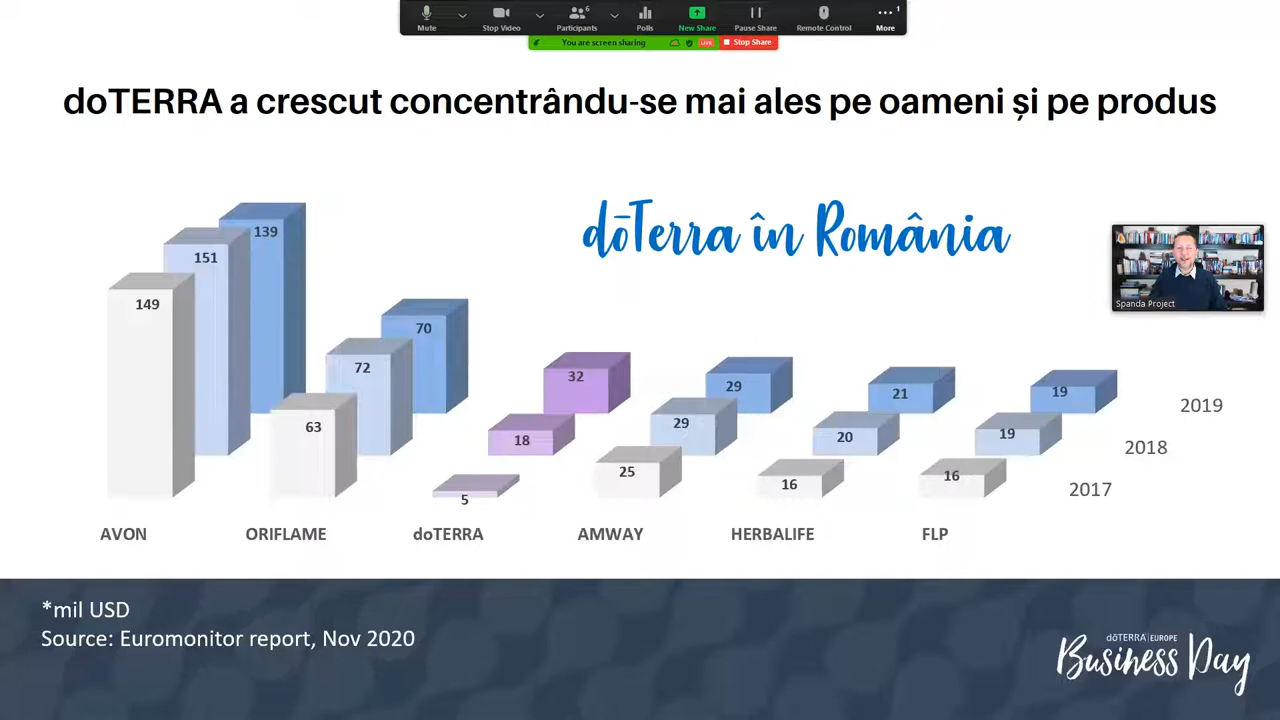 Mute
Stop Video
6
Participants
Polls
New Share
Pause Share
Remote Control
1
More
You are screen sharing
LIVE
Stop Share
doTERRA a crescut concentrându-se mai ales pe oameni și pe produs
dōTerra în România
139
151
149
70
72
63
32
18
5
29
29
25
21
20
16
19
19
16
2019
2018
2017
Spanda Project
AVON
ORIFLAME
doTERRA
AMWAY
HERBALIFE
FLP
*mil USD
Source: Euromonitor report, Nov 2020
dōTERRA | EUROPE
Business Day